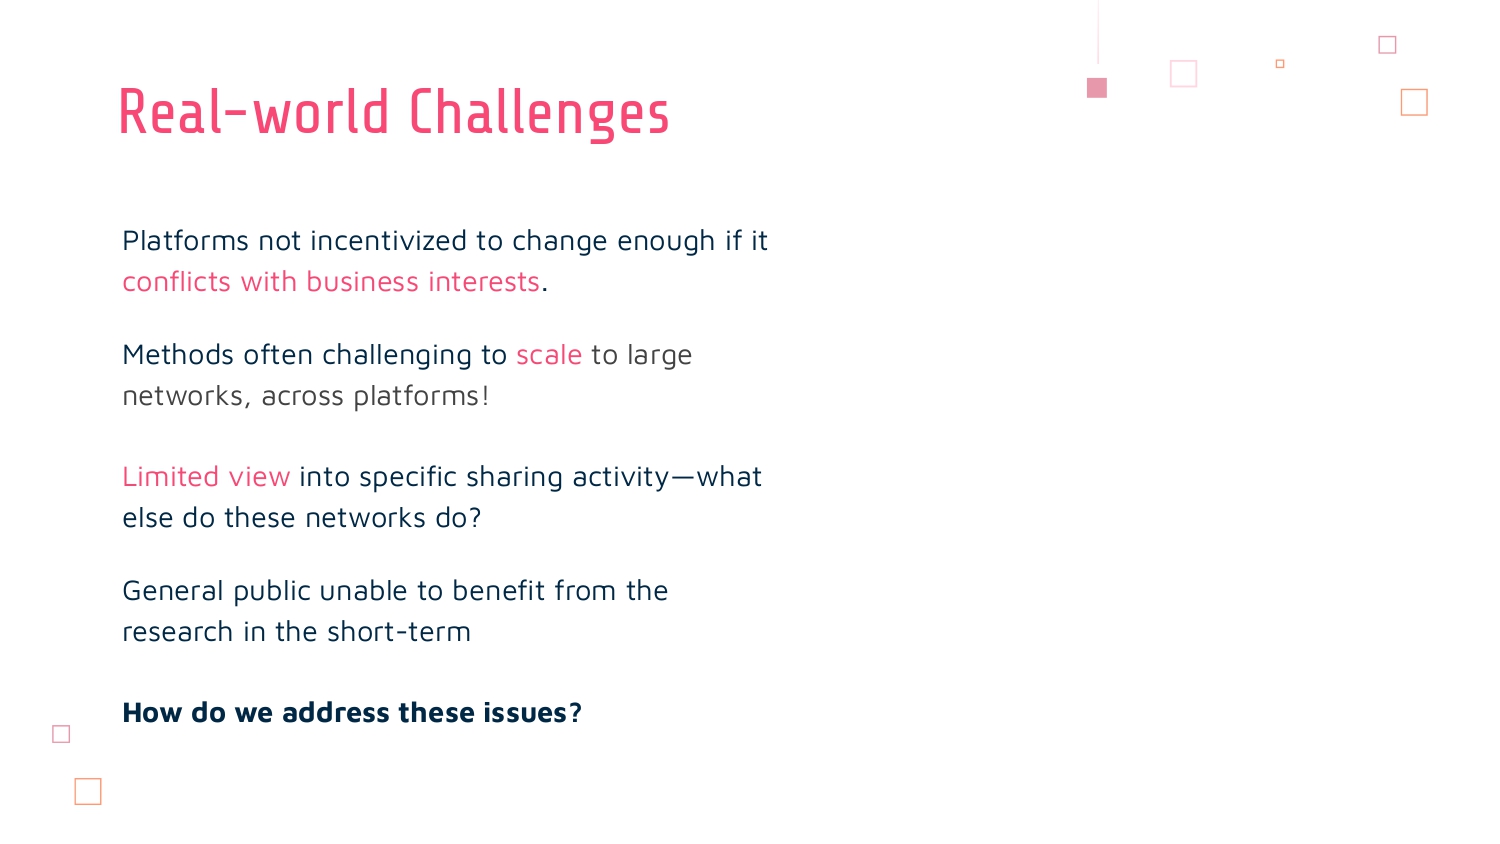 Real-world Challenges
Platforms not incentivized to change enough if it
conflicts with business interests.
Methods often challenging to scale to large
networks, across platforms!
Limited view into specific sharing activity—what
else do these networks do?
General public unable to benefit from the
research in the short-term
How do we address these issues?